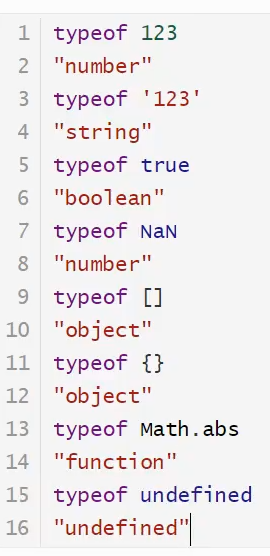 1 typeof 123
2 "number"
3 typeof '123'
4 "string"
5 typeof true
6 "boolean"
7 typeof NaN
8 "number"
9 typeof []
10 "object"
11 typeof {}
12 "object"
13 typeof Math.abs
14 "function"
15 typeof undefined
16 "undefined"